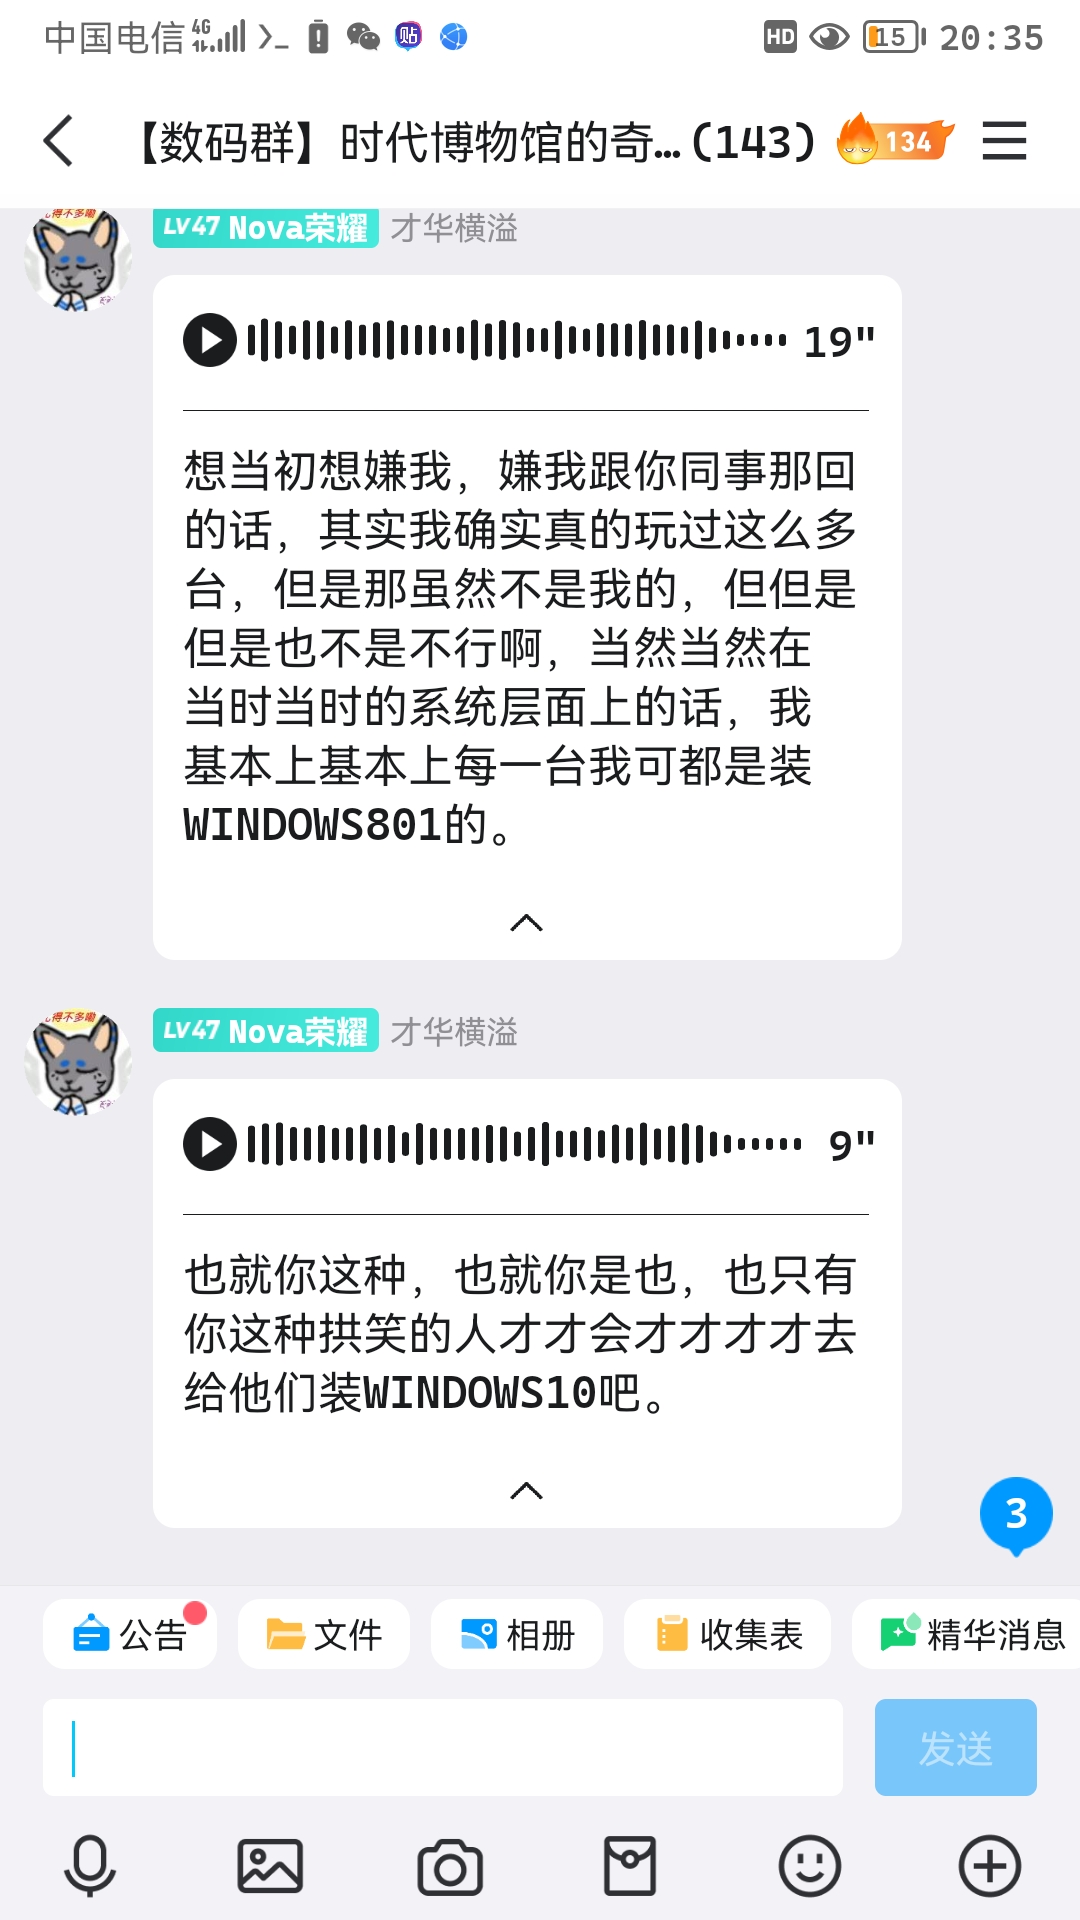 中国电信 4G HD 15 20:35
【数码群】时代博物馆的奇...(143) 134
LV47 Nova荣耀 才华横溢
19"
想当初想嫌我，嫌我跟你同事那回
的话，其实我确实真的玩过这么多
台，但是那虽然不是我的，但但是
但是也不是不行啊，当然当然在
当时当时的系统层面上的话，我
基本上基本上每一台我可都是装
WINDOWS801的。
得不多嘞
LV47 Nova荣耀 才华横溢
9"
也就你这种，也就你是也，也只有
你这种拱笑的人才才会才才才才去
给他们装WINDOWS10吧。
3
公告 文件 相册 收集表 精华消息
发送